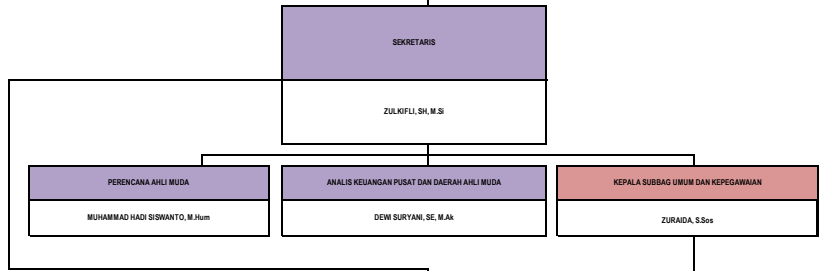 SEKRETARIS
ZULKIFLI, SH, M.Si
PERENCANA AHLI MUDA
MUHAMMAD HADI SISWANTO, M.Hum
ANALIS KEUANGAN PUSAT DAN DAERAH AHLI MUDA
DEWI SURYANI, SE, M.Ak
KEPALA SUBBAG UMUM DAN KEPEGAWAIAN
ZURAIDA, S.Sos